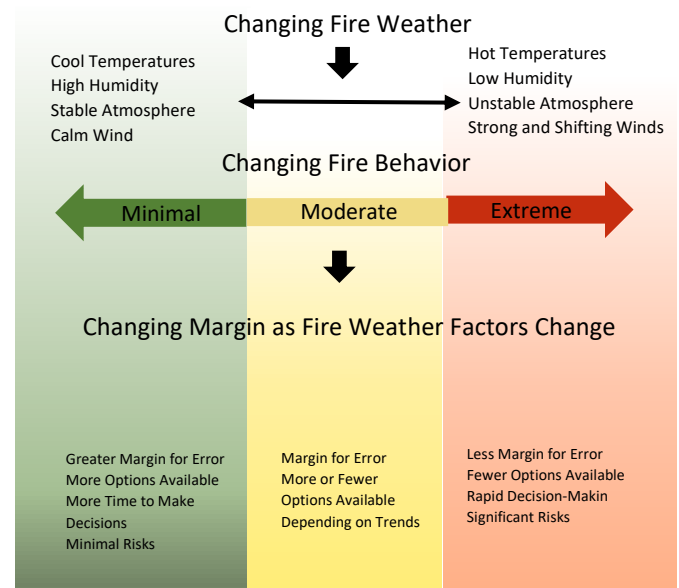 Changing Fire Weather
Cool Temperatures
High Humidity
Stable Atmosphere
Calm Wind
Hot Temperatures
Low Humidity
Unstable Atmosphere
Strong and Shifting Winds
Changing Fire Behavior
Minimal
Moderate
Extreme
Changing Margin as Fire Weather Factors Change
Greater Margin for Error
More Options Available
More Time to Make
Decisions
Minimal Risks
Margin for Error
More or Fewer
Options Available
Depending on Trends
Less Margin for Error
Fewer Options Available
Rapid Decision-Makin
Significant Risks